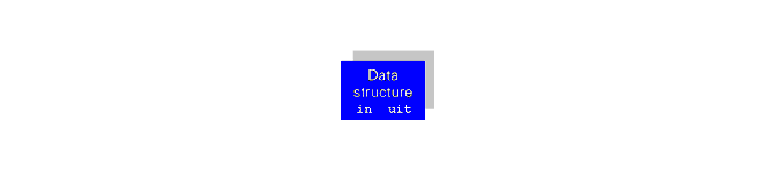 Data
structure
in uit